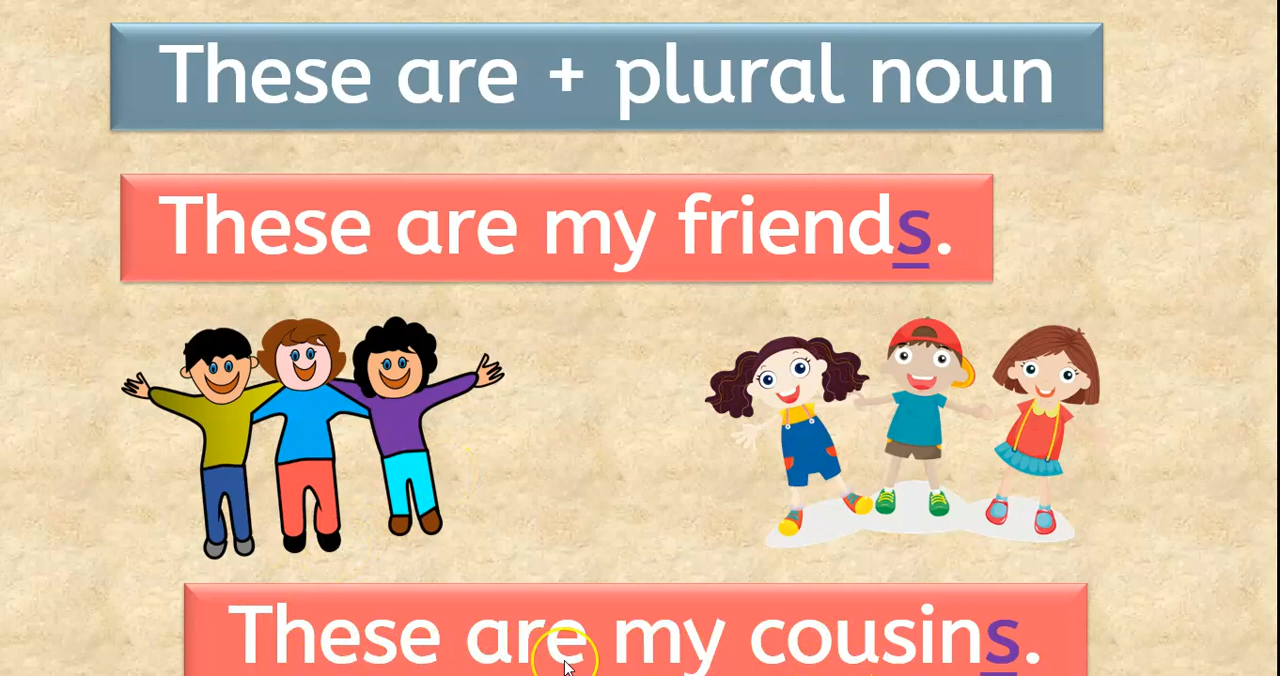 These are + plural noun
These are my friends.
These are my cousins.